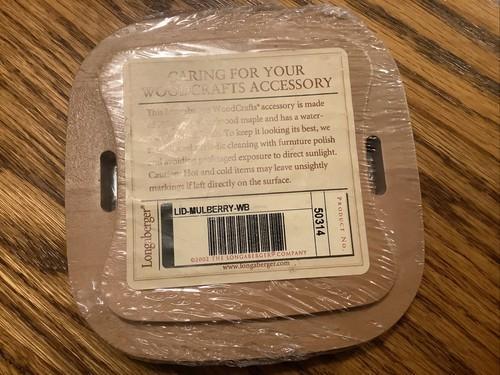 CARING FOR YOUR
WOODCRAFTS ACCESSORY
This WoodCrafts® accessory is made
maple and has a water-
To keep it looking its best, we
cleaning with furniture polish
and avoiding prolonged exposure to direct sunlight.
Caution: Hot and cold items may leave unsightly
markings if left directly on the surface.
Longaberger®
LID-MULBERRY-WB
50314
PRODUCT NO.
©2002 THE LONGABERGER® COMPANY
www.longaberger.com